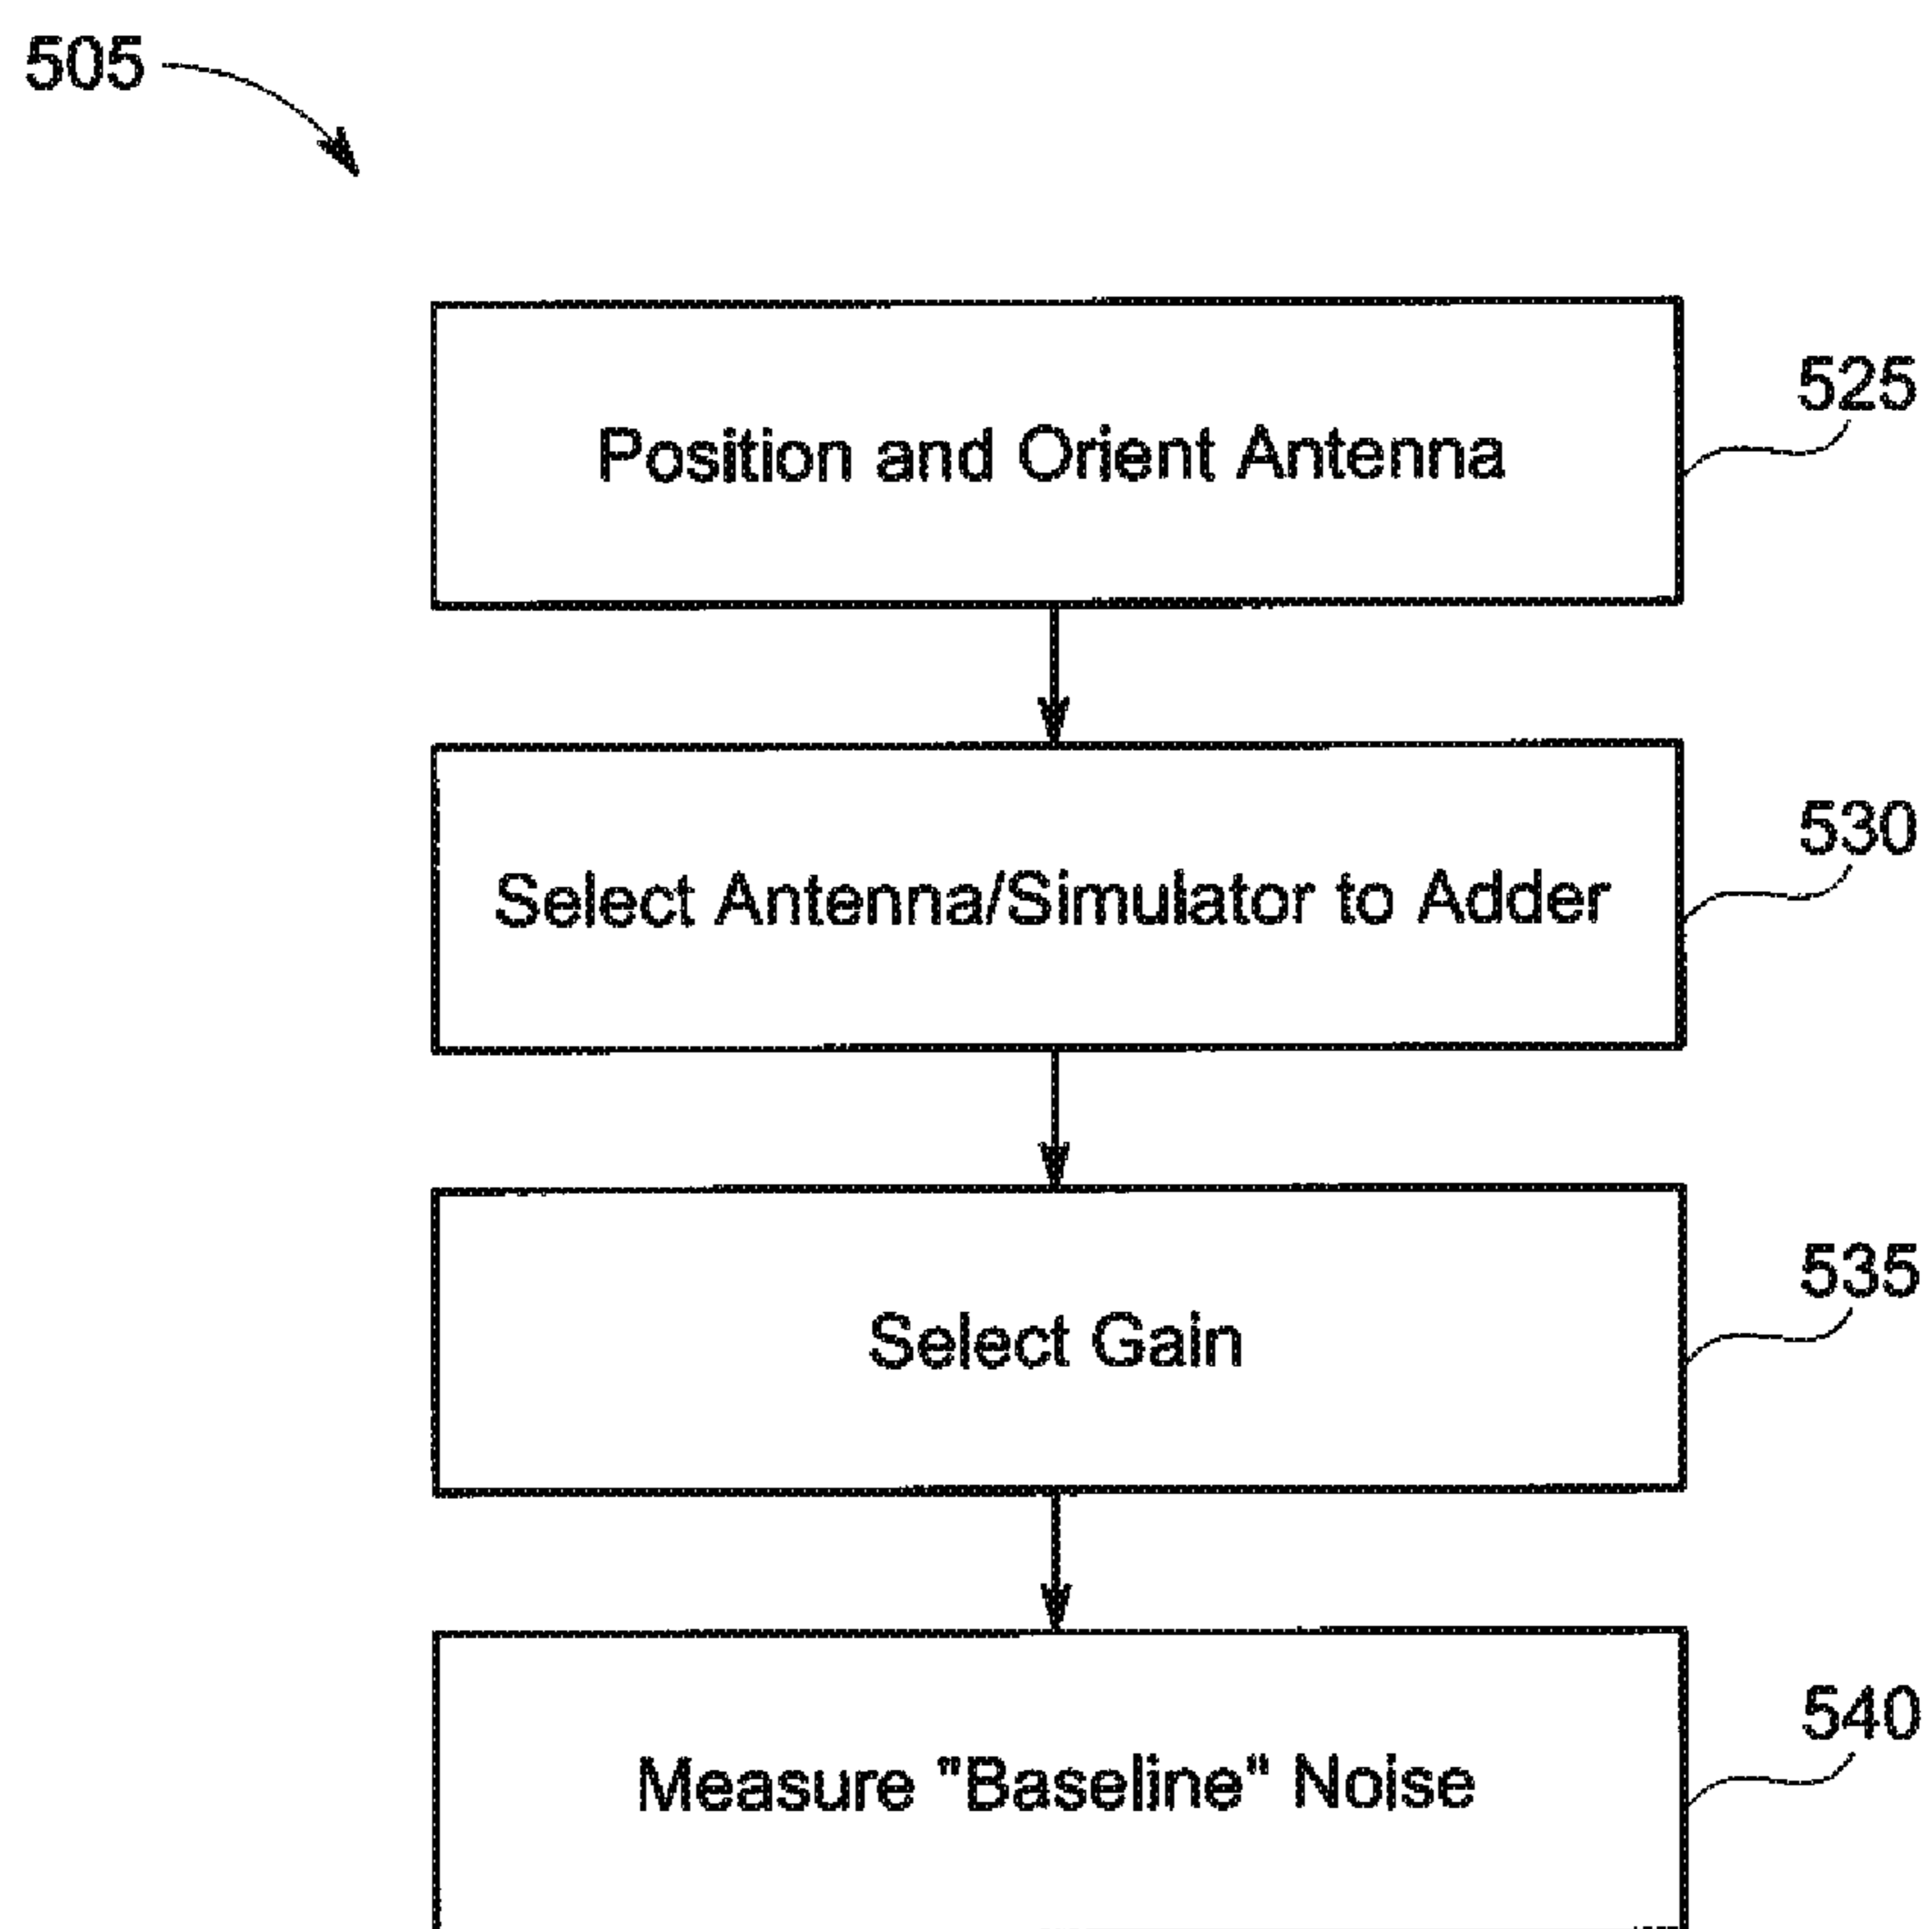 505
525
Position and Orient Antenna
530
Select Antenna/Simulator to Adder
535
Select Gain
540
Measure "Baseline" Noise